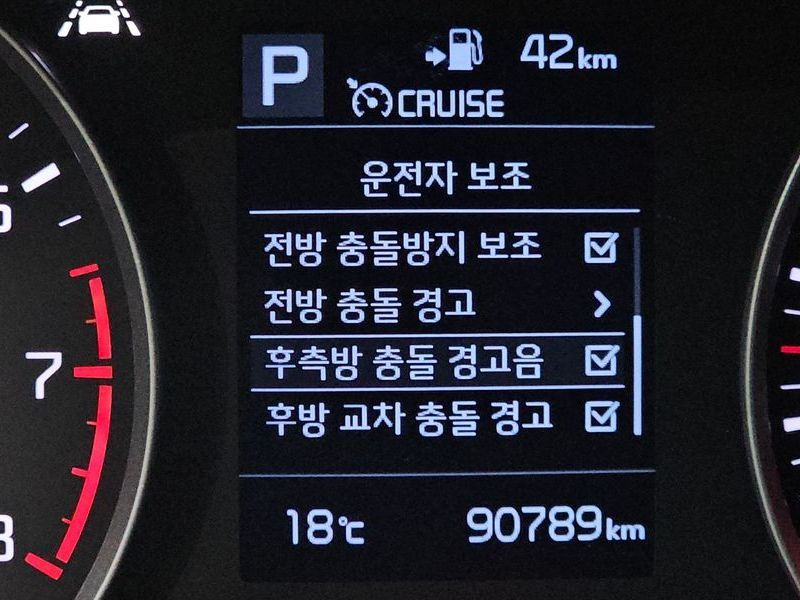 P 42km
CRUISE
운전자 보조
전방 충돌방지 보조
전방 충돌 경고
후측방 충돌 경고음
후방 교차 충돌 경고
18℃ 90789km
7
8